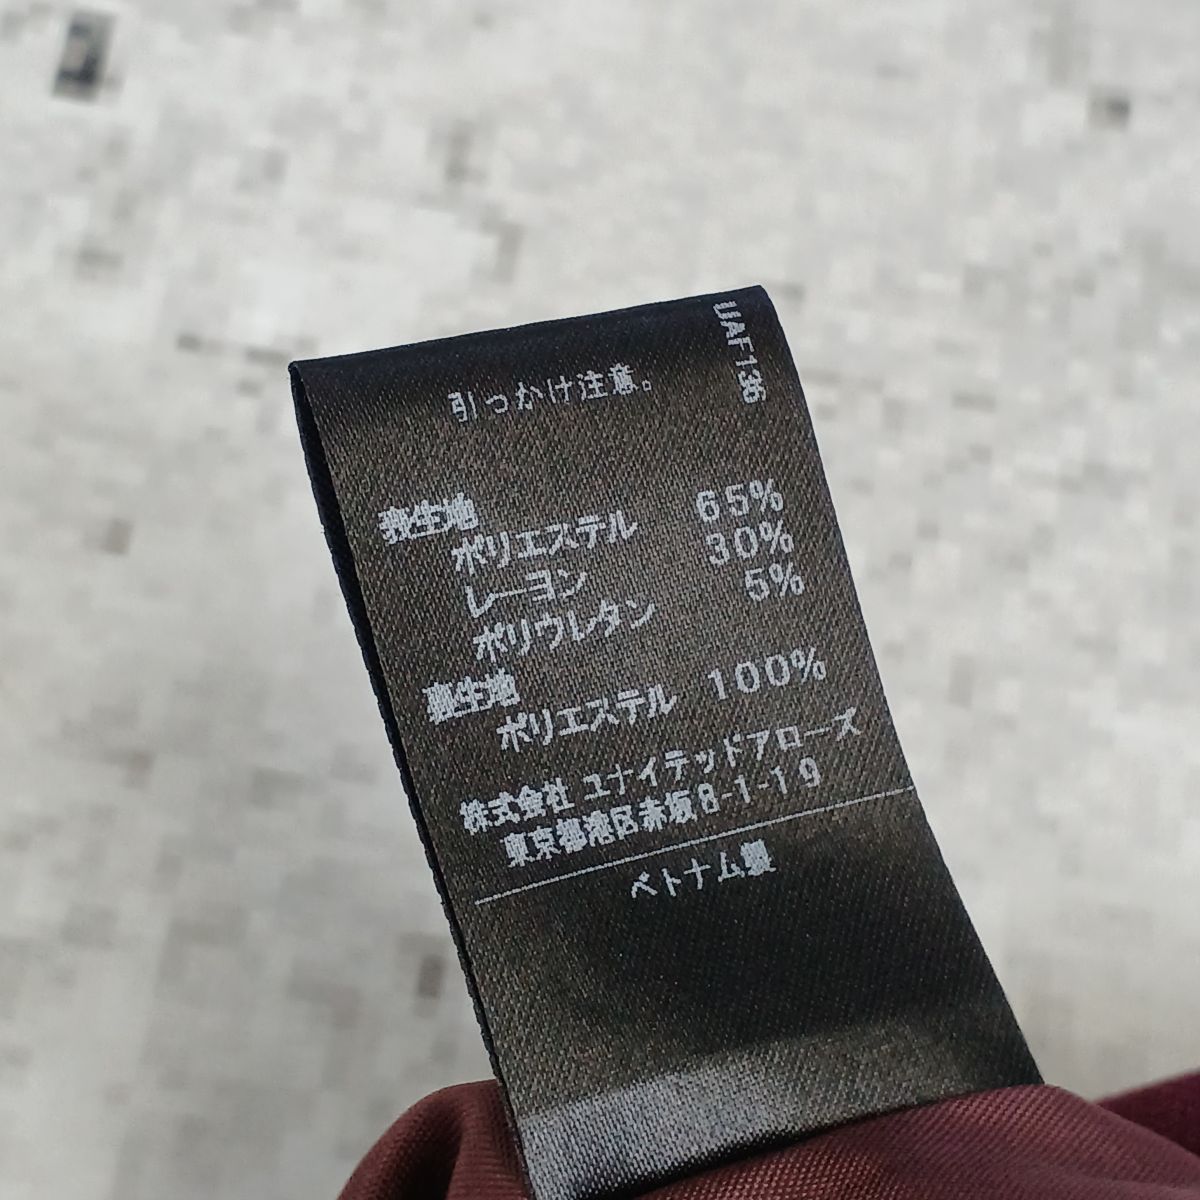 UAF136
引っかけ注意。
表生地
ポリエステル 65%
レーヨン 30%
ポリウレタン 5%
裏生地
ポリエステル 100%
株式会社 ユナイテッドアローズ
東京都港区赤坂8-1-19
ベトナム製